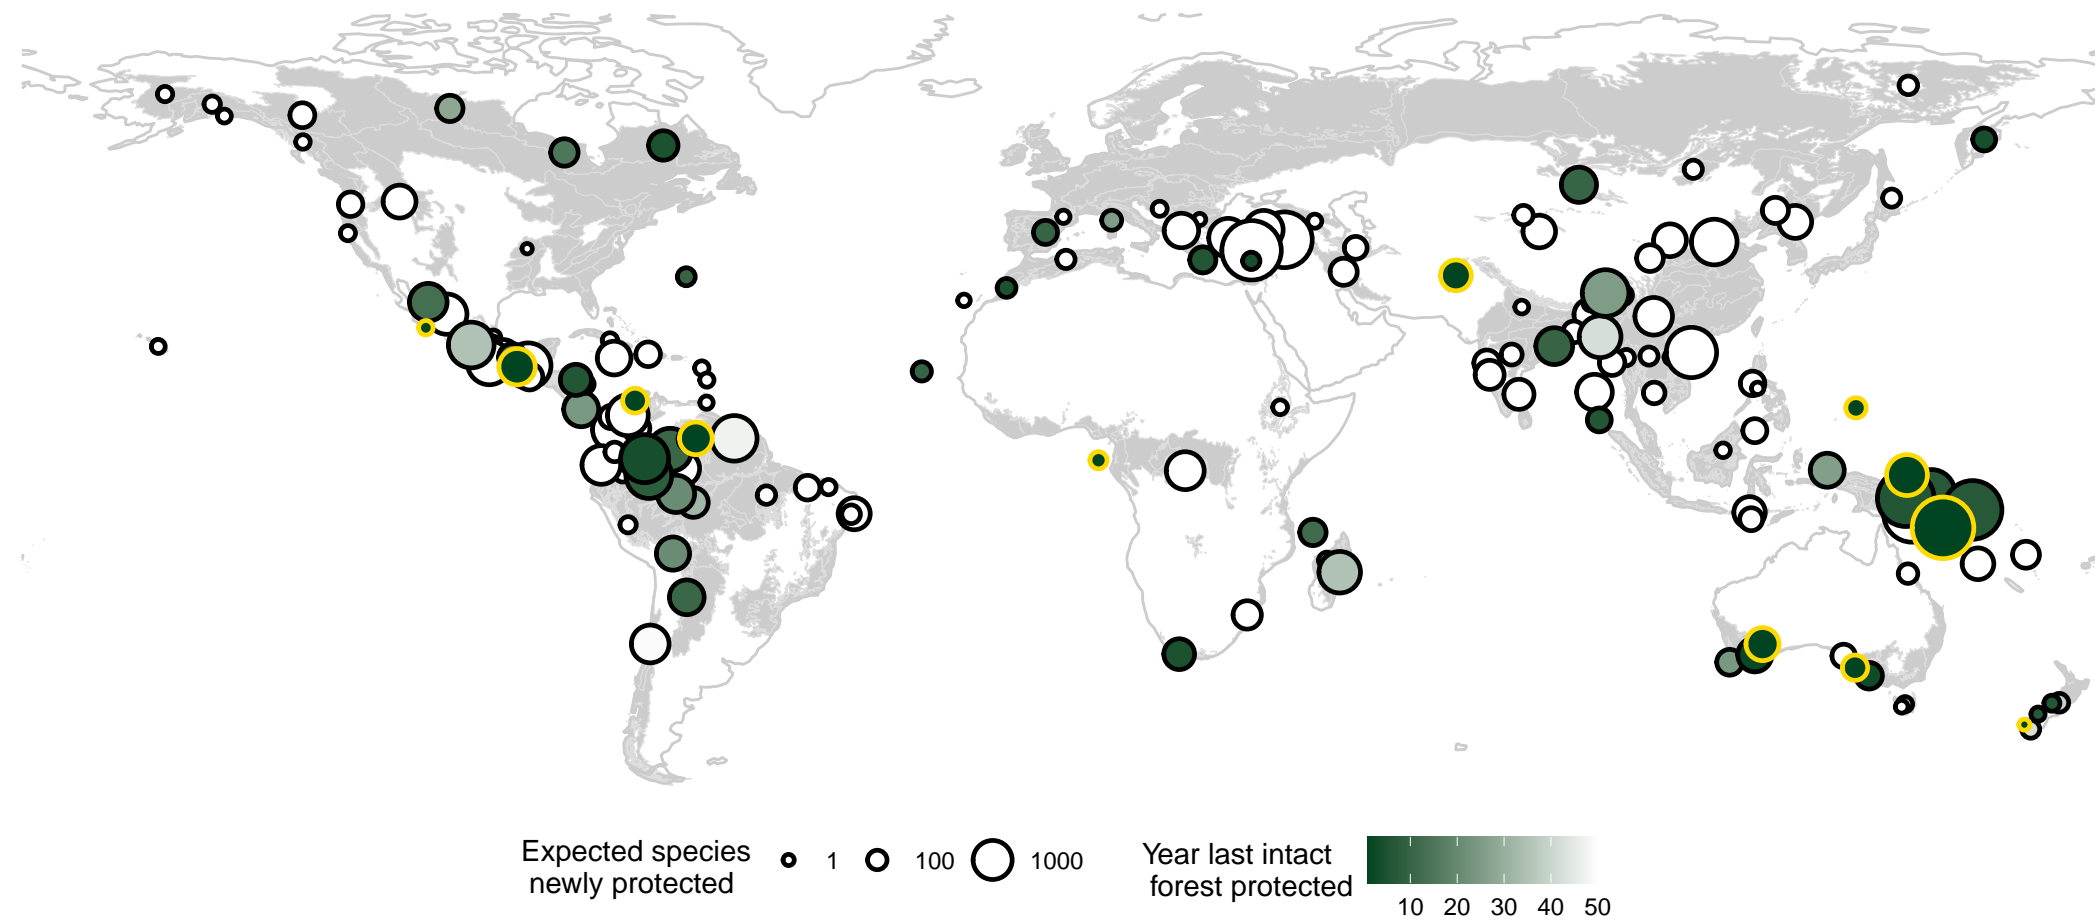 Expected species
newly protected
1
100
1000
Year last intact
forest protected
10 20 30 40 50